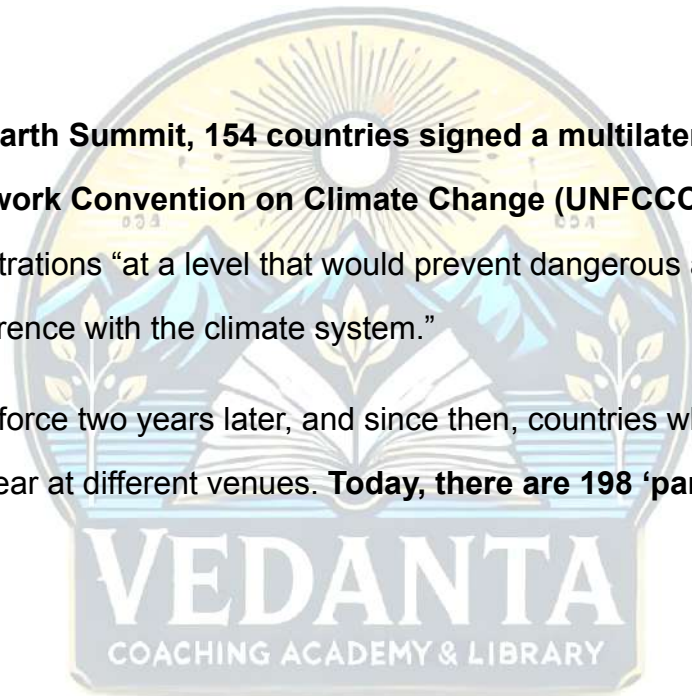 arth Summit, 154 countries signed a multilater
work Convention on Climate Change (UNFCCC
trations “at a level that would prevent dangerous a
rence with the climate system.”
force two years later, and since then, countries w
ear at different venues. Today, there are 198 ‘par
VEDANTA
COACHING ACADEMY & LIBRARY